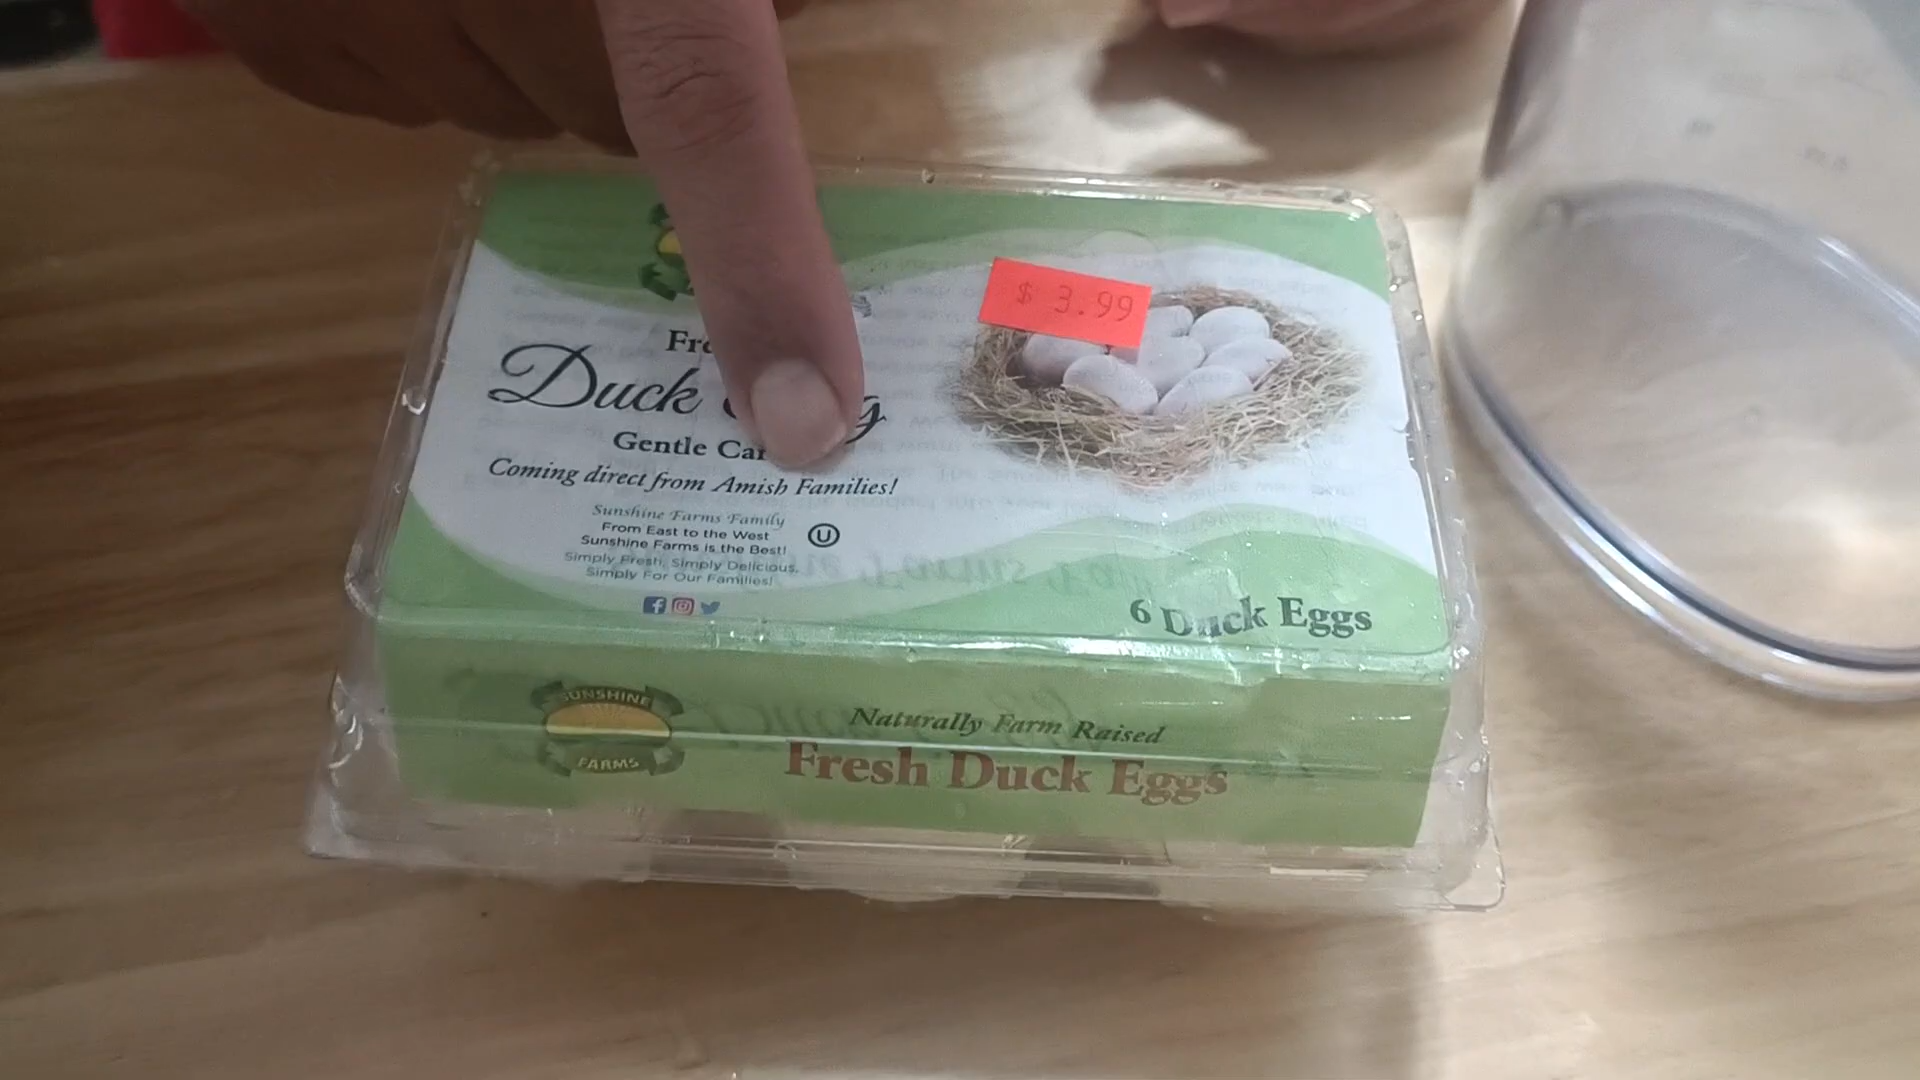 $ 3.99
Duck
Gentle
Coming direct from Amish Families!
Sunshine Farms Family
From East to the West
Sunshine Farms is the Best!
Simply Fresh, Simply Delicious,
Simply For Our Families!
U
6 Duck Eggs
SUNSHINE
FARMS
Naturally Farm Raised
Fresh Duck Eggs